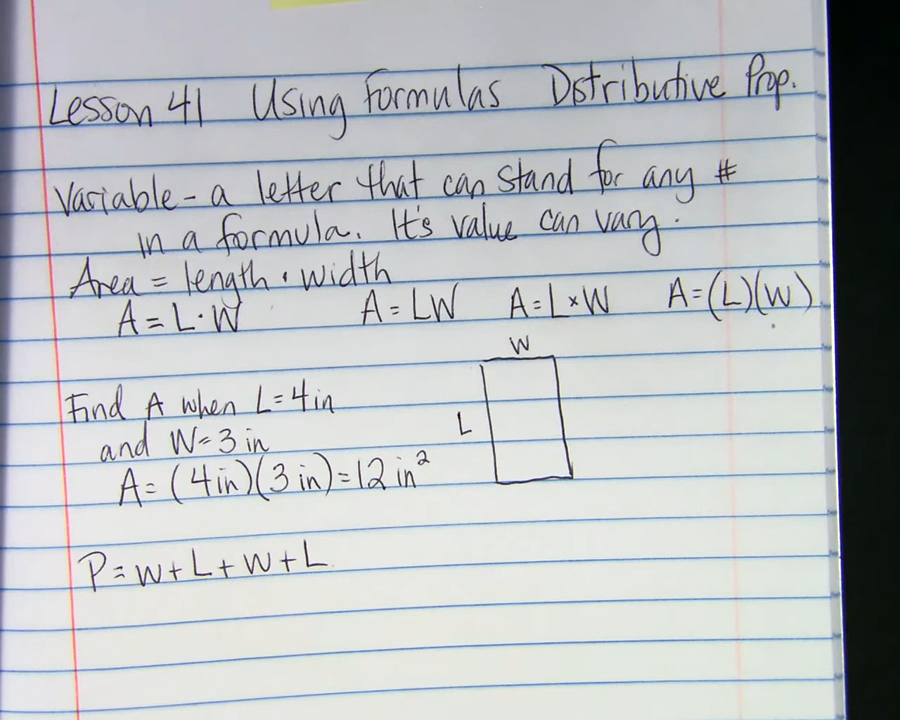 Lesson 41 Using Formulas Distributive Prop.
Variable - a letter that can stand for any #
in a formula. It's value can vary.
Area = length · width
A = L·W A = LW A = L×W A = (L)(W)
W
Find A when L = 4 in
L
and W = 3 in
A = (4 in)(3 in) = 12 in²
P = W + L + W + L